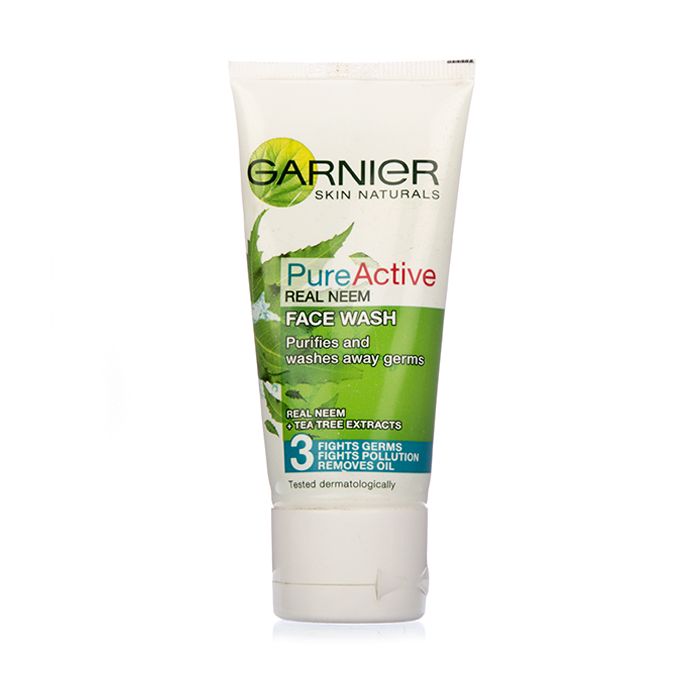 GARNIER
SKIN NATURALS
PureActive
REAL NEEM
FACE WASH
Purifies and
washes away germs
REAL NEEM
+ TEA TREE EXTRACTS
3
FIGHTS GERMS
FIGHTS POLLUTION
REMOVES OIL
Tested dermatologically